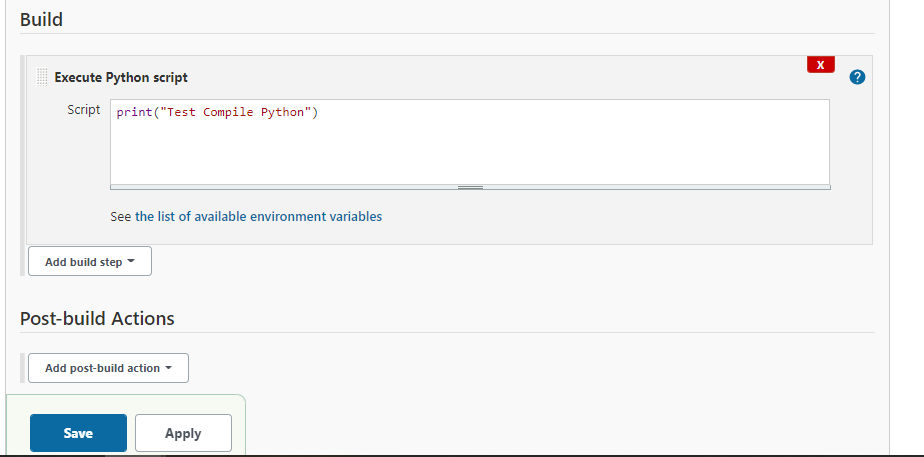 Build
X
Execute Python script
?
Script
print("Test Compile Python")
See the list of available environment variables
Add build step
Post-build Actions
Add post-build action
Save
Apply